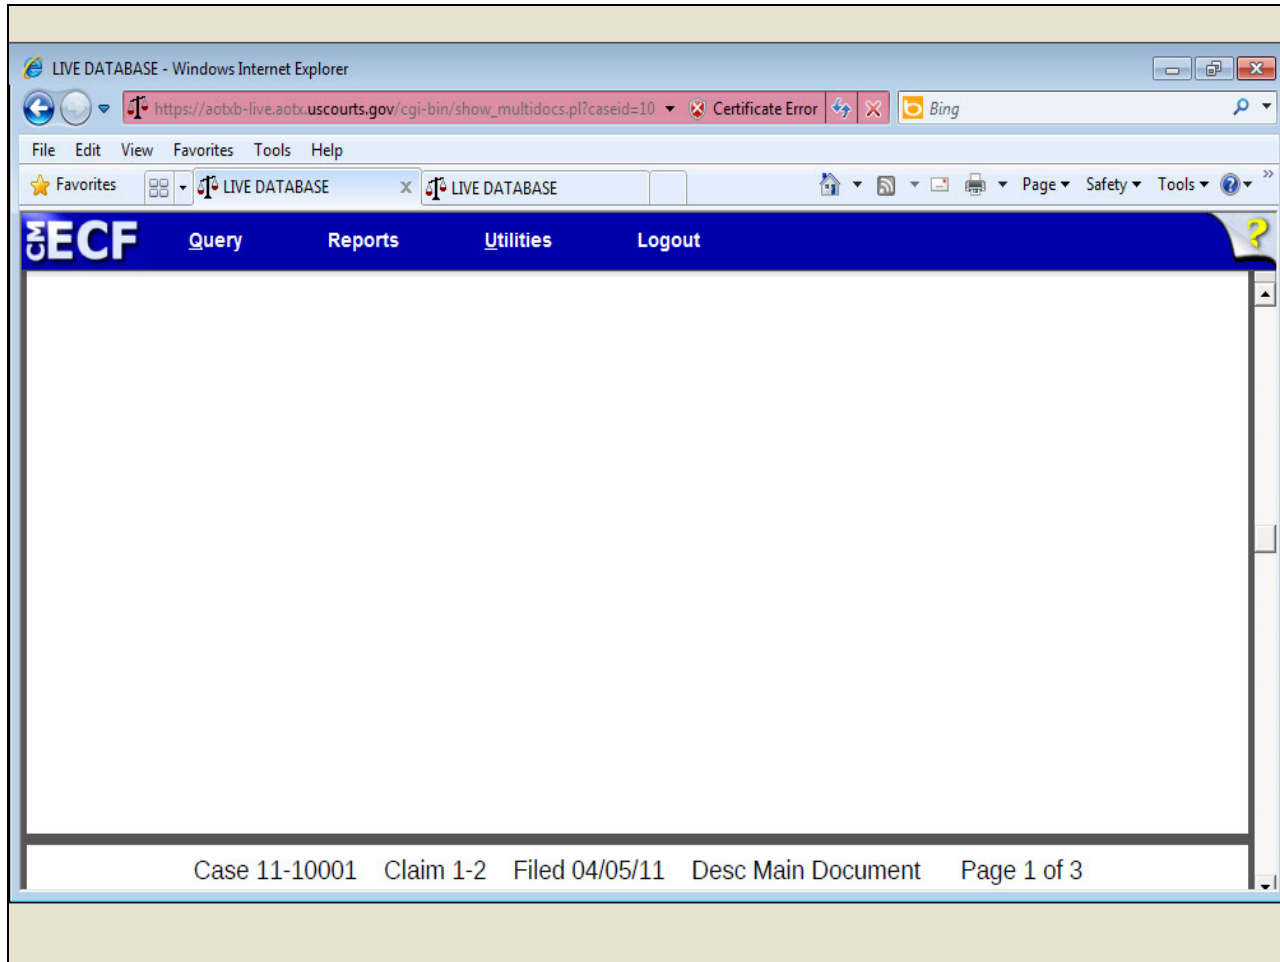 LIVE DATABASE - Windows Internet Explorer
https://aotxb-live.aotx.uscourts.gov/cgi-bin/show_multidocs.pl?caseid=10 Certificate Error Bing
File Edit View Favorites Tools Help
Favorites LIVE DATABASE X LIVE DATABASE Page Safety Tools »
CM ECF Query Reports Utilities Logout ?
Case 11-10001 Claim 1-2 Filed 04/05/11 Desc Main Document Page 1 of 3